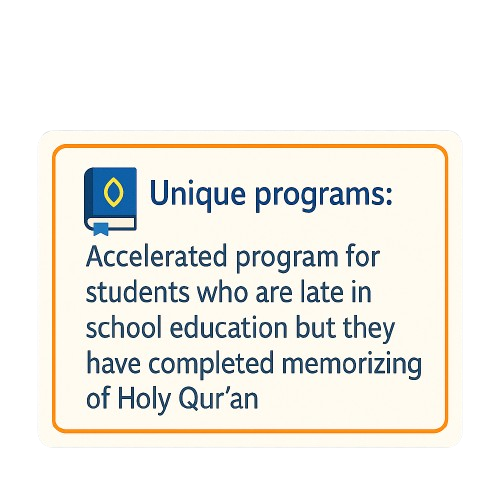 Unique programs:
Accelerated program for
students who are late in
school education but they
have completed memorizing
of Holy Qur’an